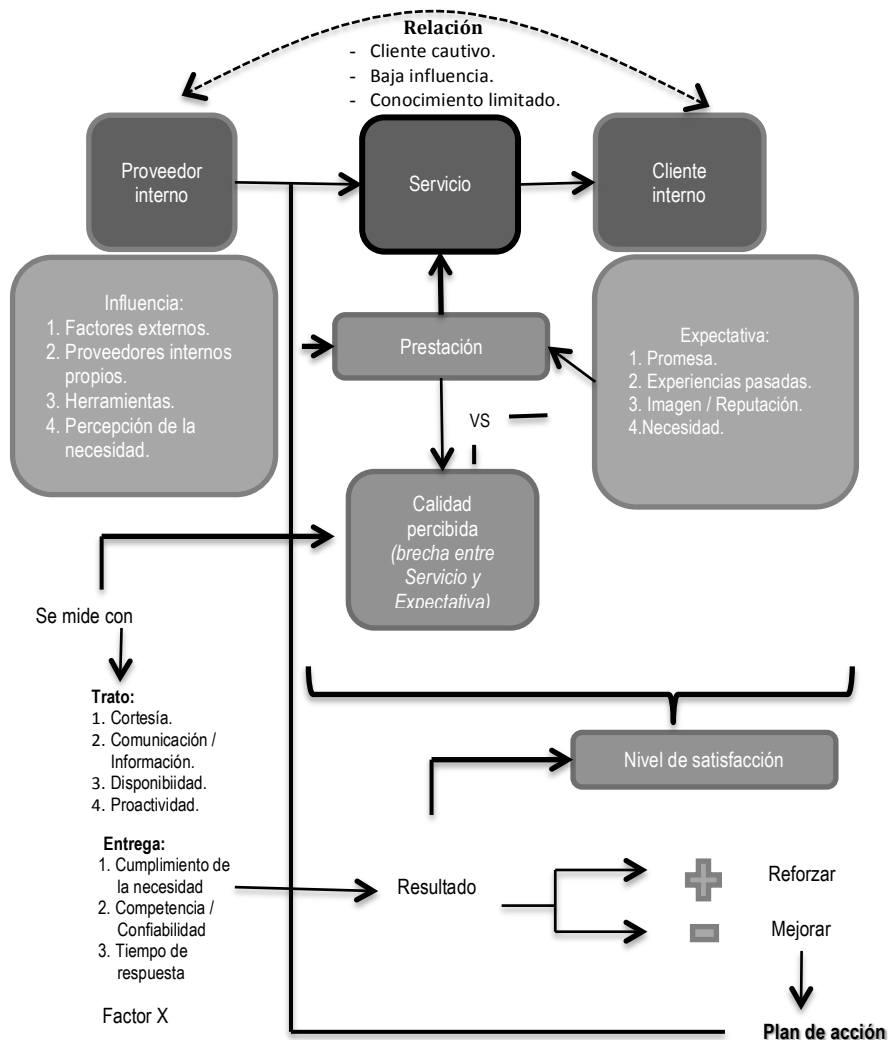 Relación
- Cliente cautivo.
- Baja influencia.
- Conocimiento limitado.
Proveedor
interno
Servicio
Cliente
interno
Influencia:
1. Factores externos.
2. Proveedores internos
propios.
3. Herramientas.
4. Percepción de la
necesidad.
Prestación
Expectativa:
1. Promesa.
2. Experiencias pasadas.
3. Imagen / Reputación.
4.Necesidad.
VS
Calidad
percibida
(brecha entre
Servicio y
Expectativa)
Se mide con
Trato:
1. Cortesía.
2. Comunicación /
Información.
3. Disponibiidad.
4. Proactividad.
Nivel de satisfacción
Entrega:
1. Cumplimiento de
la necesidad
2. Competencia /
Confiabilidad
3. Tiempo de
respuesta
Resultado
Reforzar
Mejorar
Factor X
Plan de acción